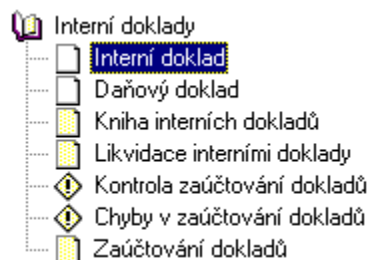 Interní doklady
Interní doklad
Daňový doklad
Kniha interních dokladů
Likvidace interními doklady
Kontrola zaúčtování dokladů
Chyby v zaúčtování dokladů
Zaúčtování dokladů